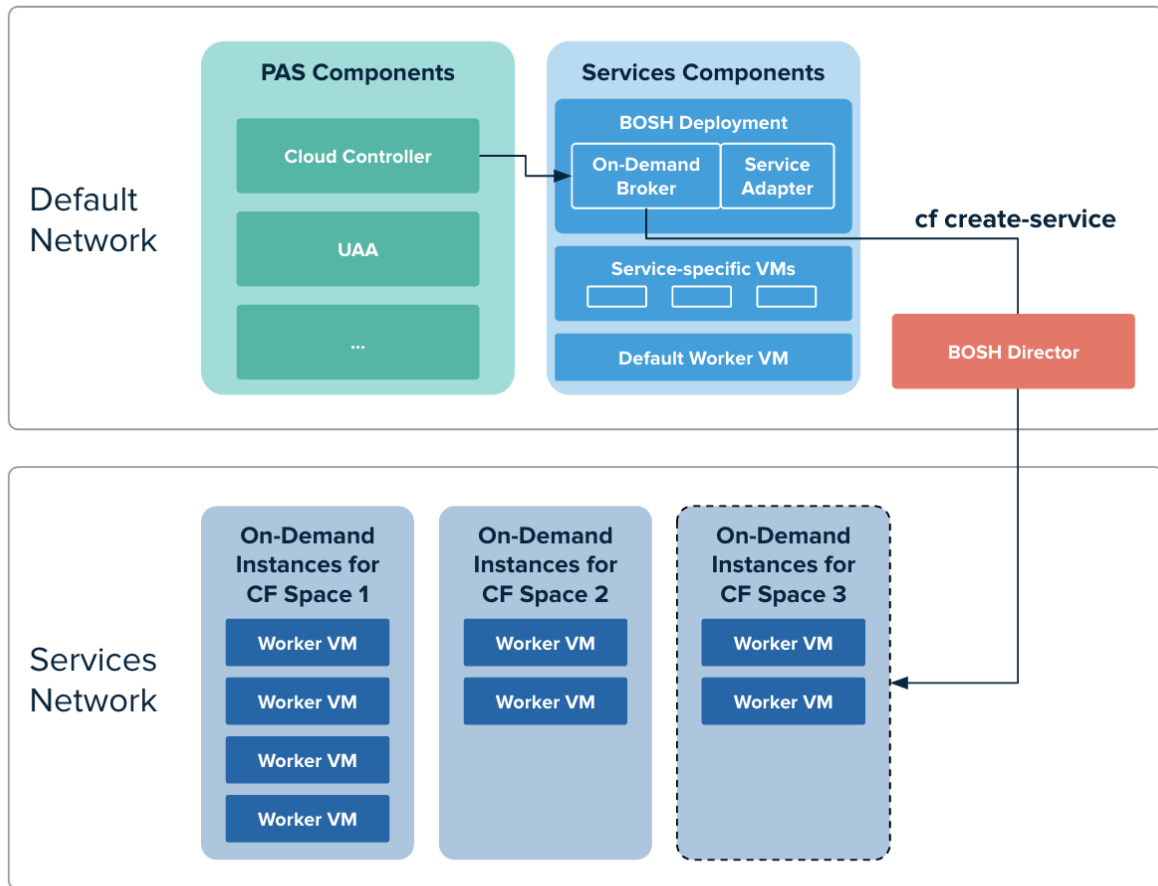 Default
Network
PAS Components
Cloud Controller
UAA
...
Services Components
BOSH Deployment
On-Demand
Broker
Service
Adapter
Service-specific VMs
Default Worker VM
cf create-service
BOSH Director
Services
Network
On-Demand
Instances for
CF Space 1
Worker VM
Worker VM
Worker VM
Worker VM
On-Demand
Instances for
CF Space 2
Worker VM
Worker VM
On-Demand
Instances for
CF Space 3
Worker VM
Worker VM